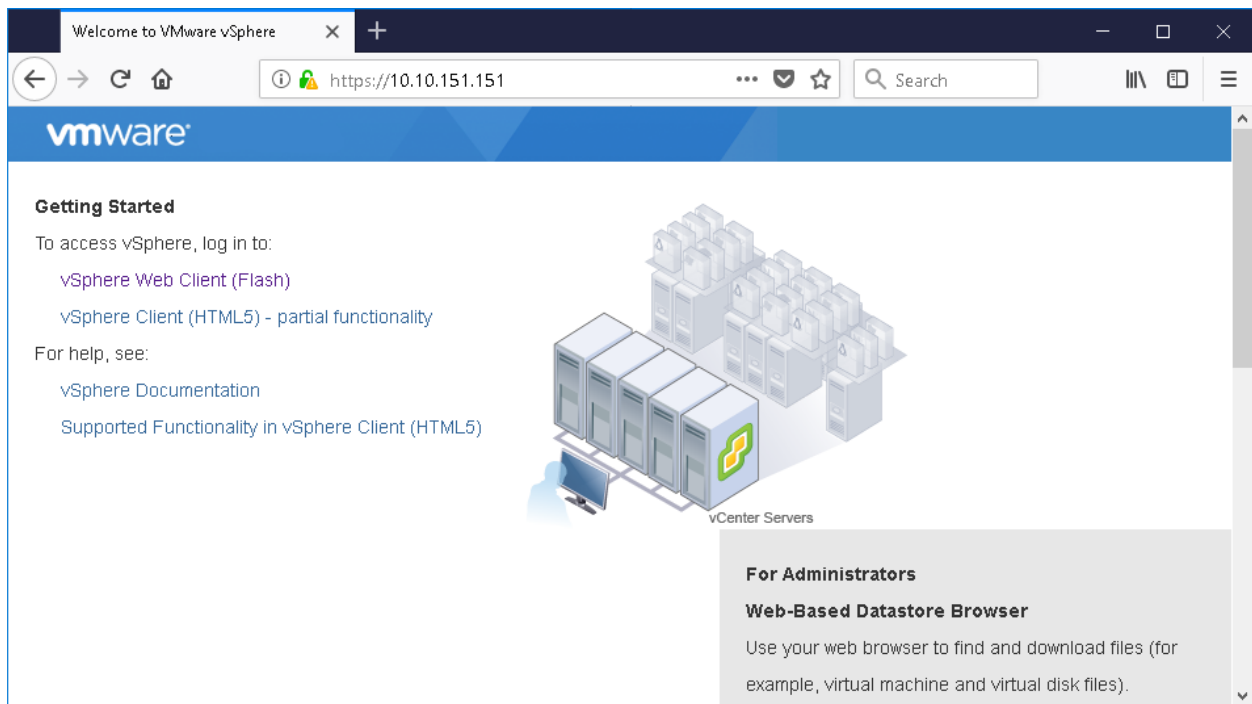 Welcome to VMware vSphere
https://10.10.151.151
Search
vmware
Getting Started
To access vSphere, log in to:
vSphere Web Client (Flash)
vSphere Client (HTML5) - partial functionality
For help, see:
vSphere Documentation
Supported Functionality in vSphere Client (HTML5)
vCenter Servers
For Administrators
Web-Based Datastore Browser
Use your web browser to find and download files (for
example, virtual machine and virtual disk files).